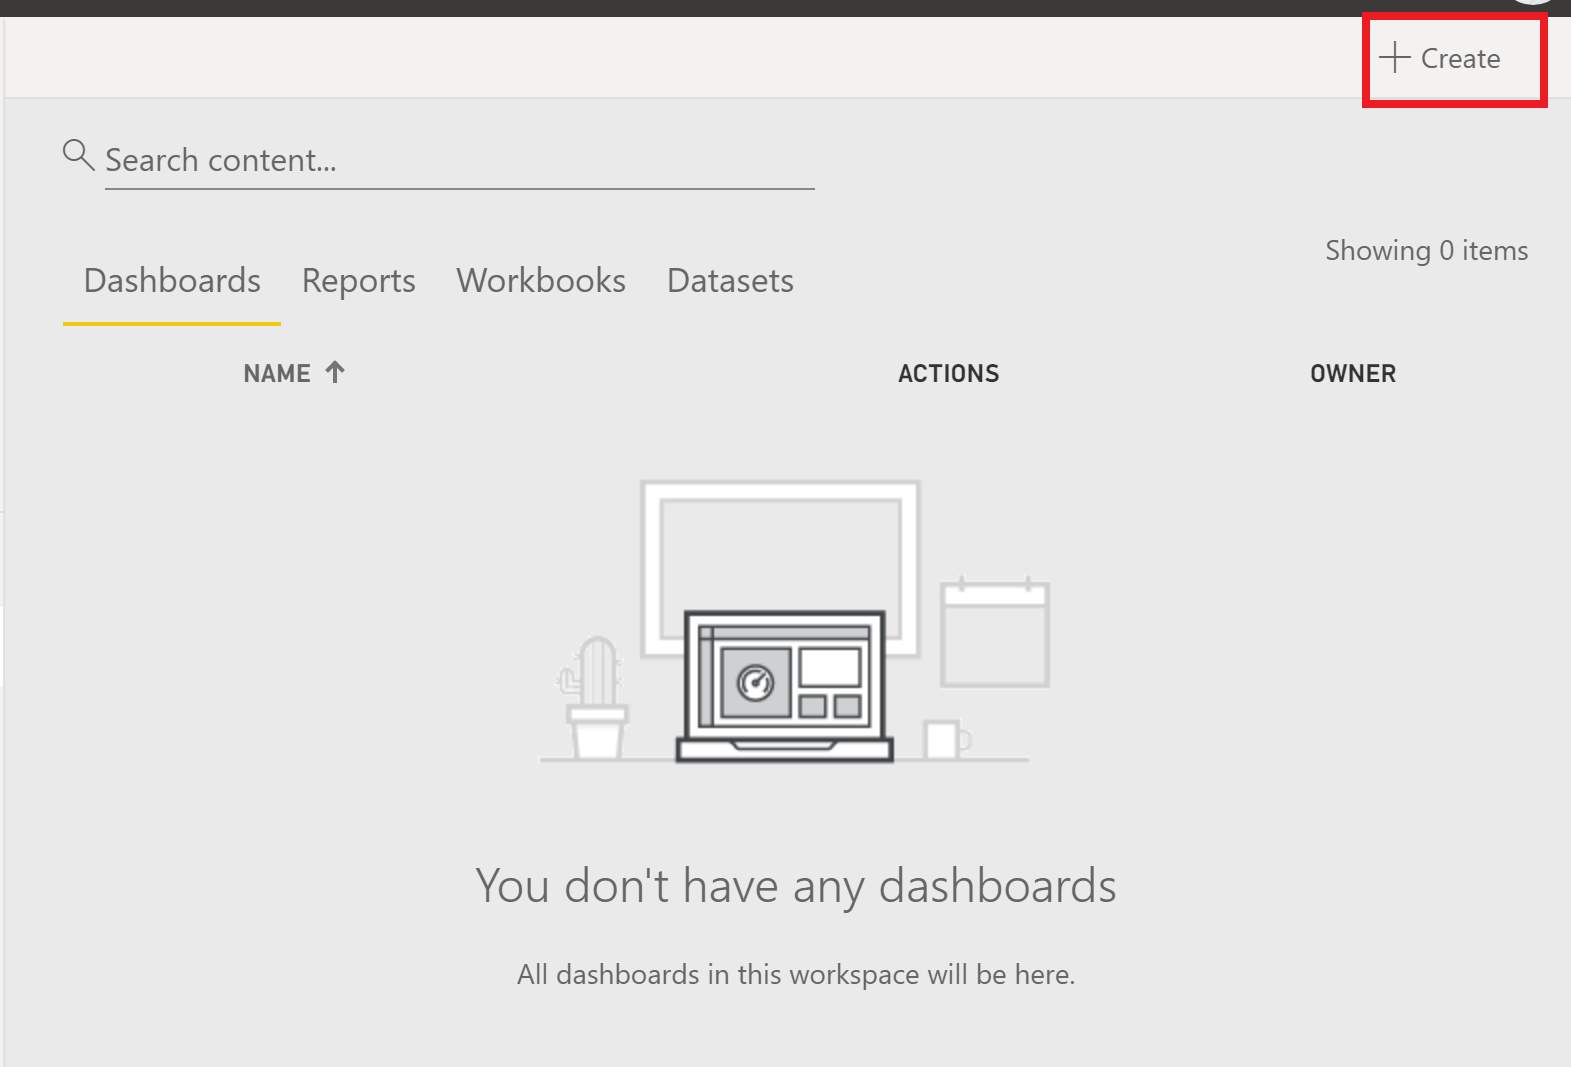 Create
Search content...
Showing 0 items
Dashboards Reports Workbooks Datasets
NAME ACTIONS OWNER
You don't have any dashboards
All dashboards in this workspace will be here.